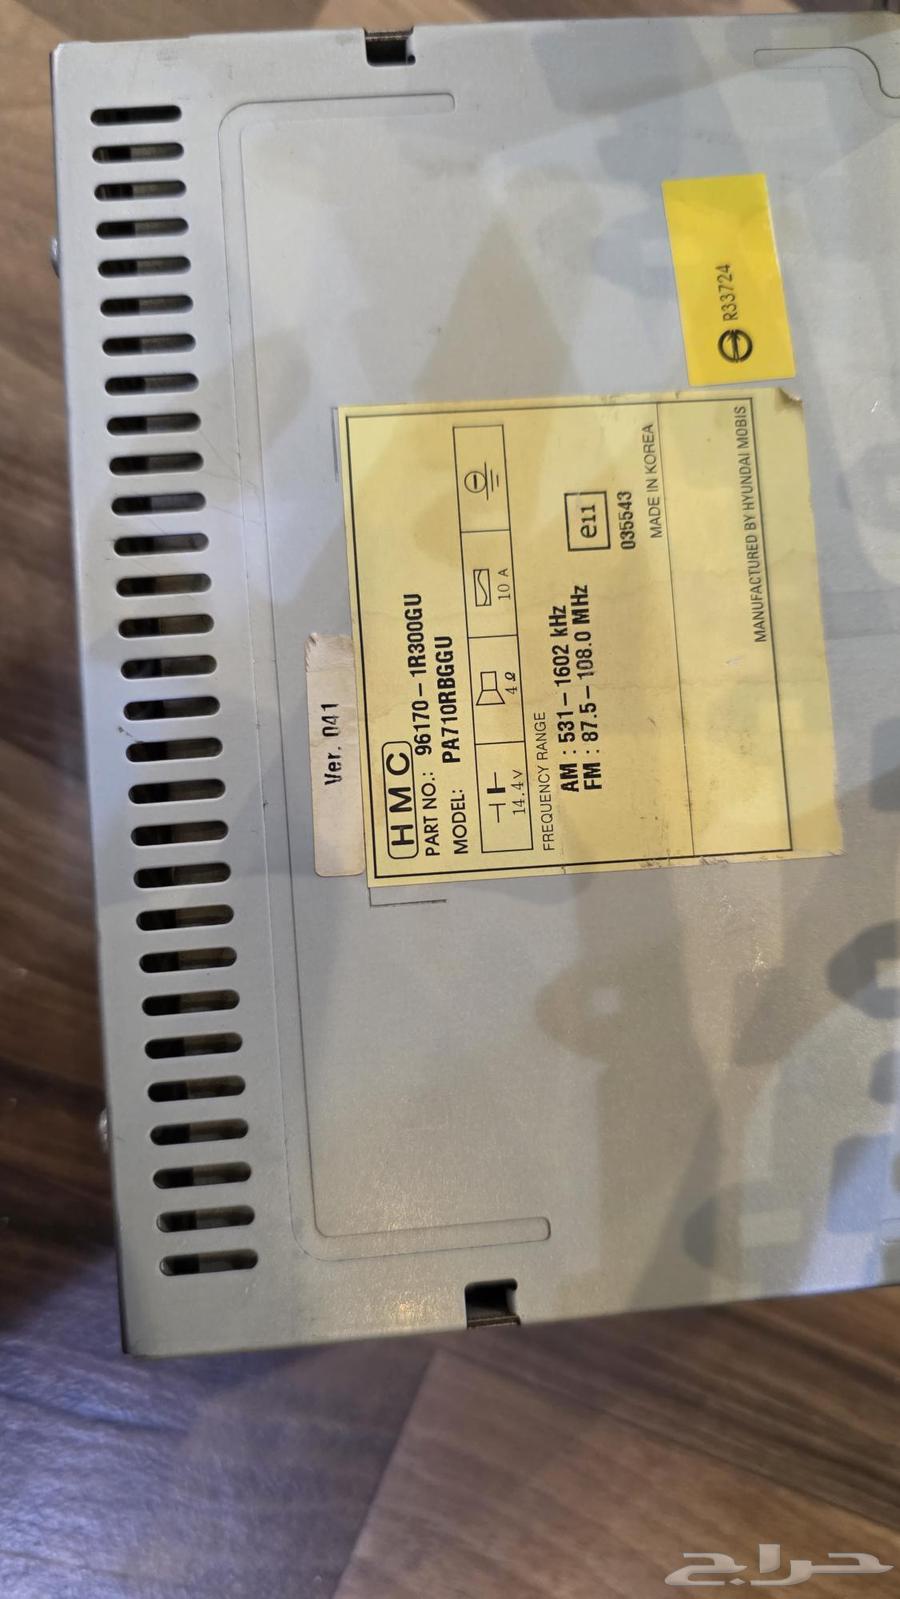 Ver. 041
HMC
PART NO.: 96170-1R300GU
MODEL: PA710RBGGU
14.4V
4Ω
10 A
FREQUENCY RANGE
AM : 531-1602 kHz
FM : 87.5-108.0 MHz
e11
035543
MADE IN KOREA
MANUFACTURED BY HYUNDAI MOBIS
R33724
حراج